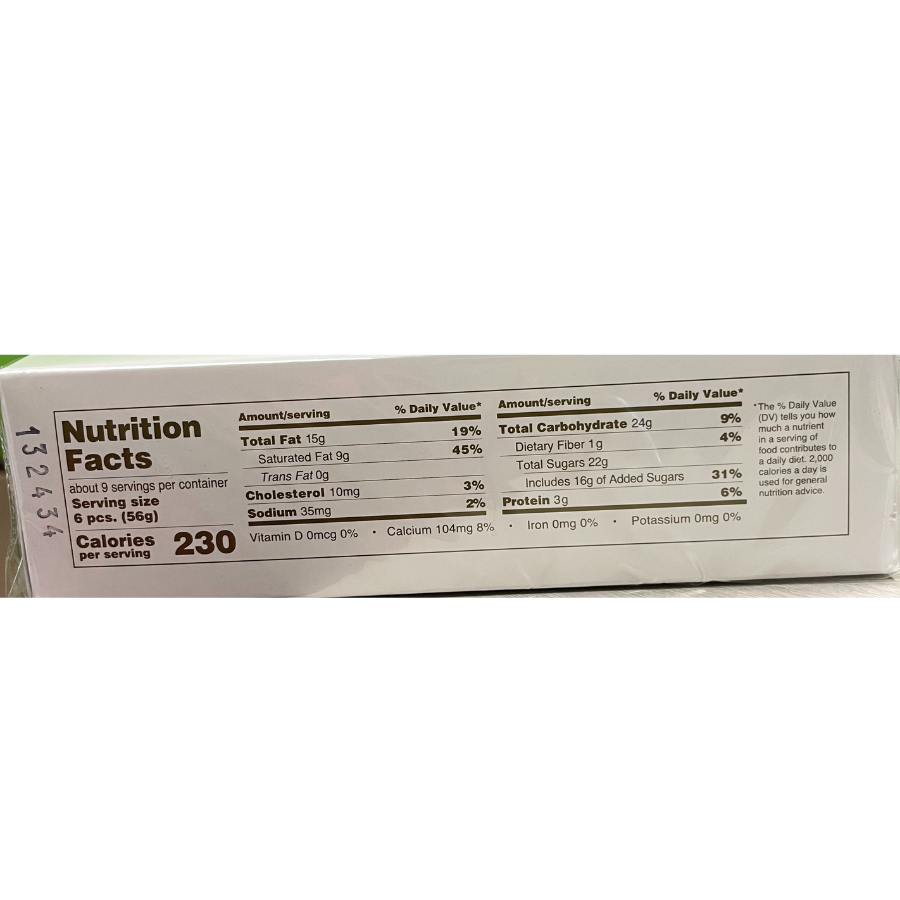 132434
Nutrition
Facts
about 9 servings per container
Serving size
6 pcs. (56g)
Calories
per serving
230
Amount/serving % Daily Value*
Total Fat 15g 19%
Saturated Fat 9g 45%
Trans Fat 0g
Cholesterol 10mg 3%
Sodium 35mg 2%
Amount/serving % Daily Value*
Total Carbohydrate 24g 9%
Dietary Fiber 1g 4%
Total Sugars 22g
Includes 16g of Added Sugars 31%
Protein 3g 6%
Vitamin D 0mcg 0% • Calcium 104mg 8% • Iron 0mg 0% • Potassium 0mg 0%
*The % Daily Value
(DV) tells you how
much a nutrient
in a serving of
food contributes to
a daily diet. 2,000
calories a day is
used for general
nutrition advice.